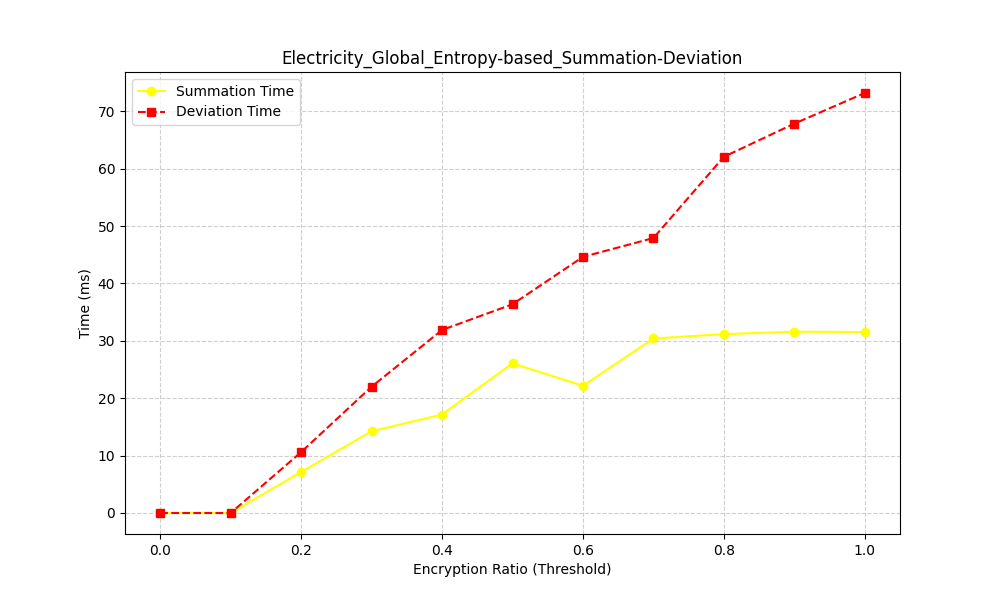 Electricity_Global_Entropy-based_Summation-Deviation
Summation Time
Deviation Time
Time (ms)
70
60
50
40
30
20
10
0
0.0 0.2 0.4 0.6 0.8 1.0
Encryption Ratio (Threshold)